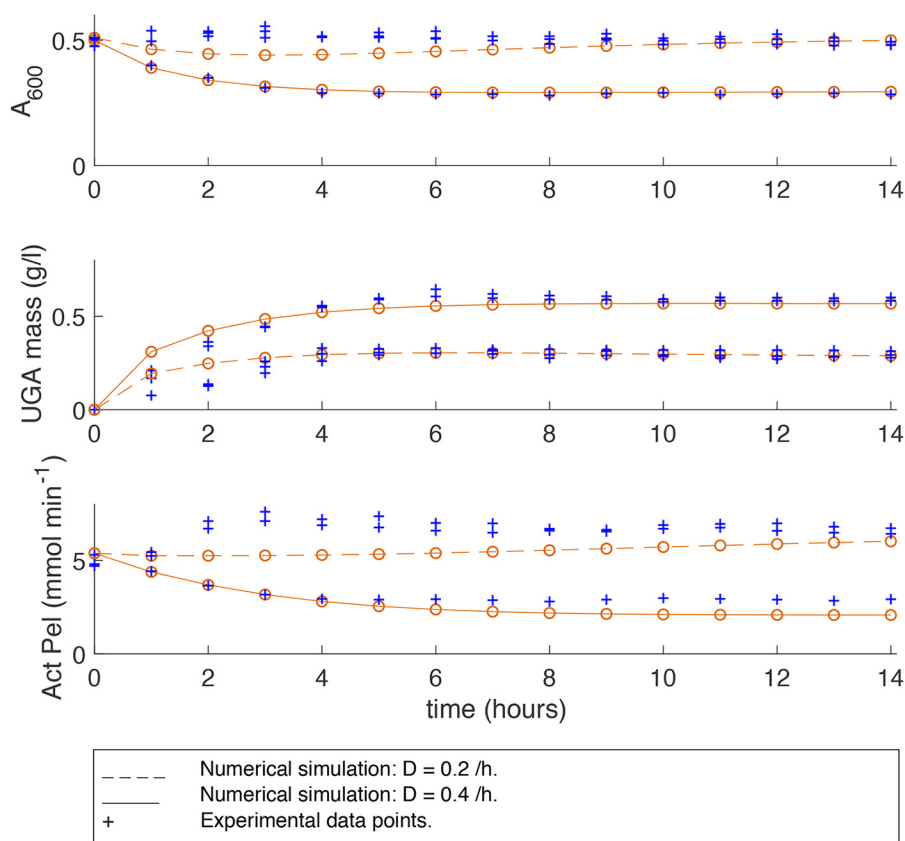 0.5
A600
0
0 2 4 6 8 10 12 14
UGA mass (g/l)
0.5
0
0 2 4 6 8 10 12 14
Act Pel (mmol min-1)
5
0
0 2 4 6 8 10 12 14
time (hours)
Numerical simulation: D = 0.2 /h.
Numerical simulation: D = 0.4 /h.
+ Experimental data points.